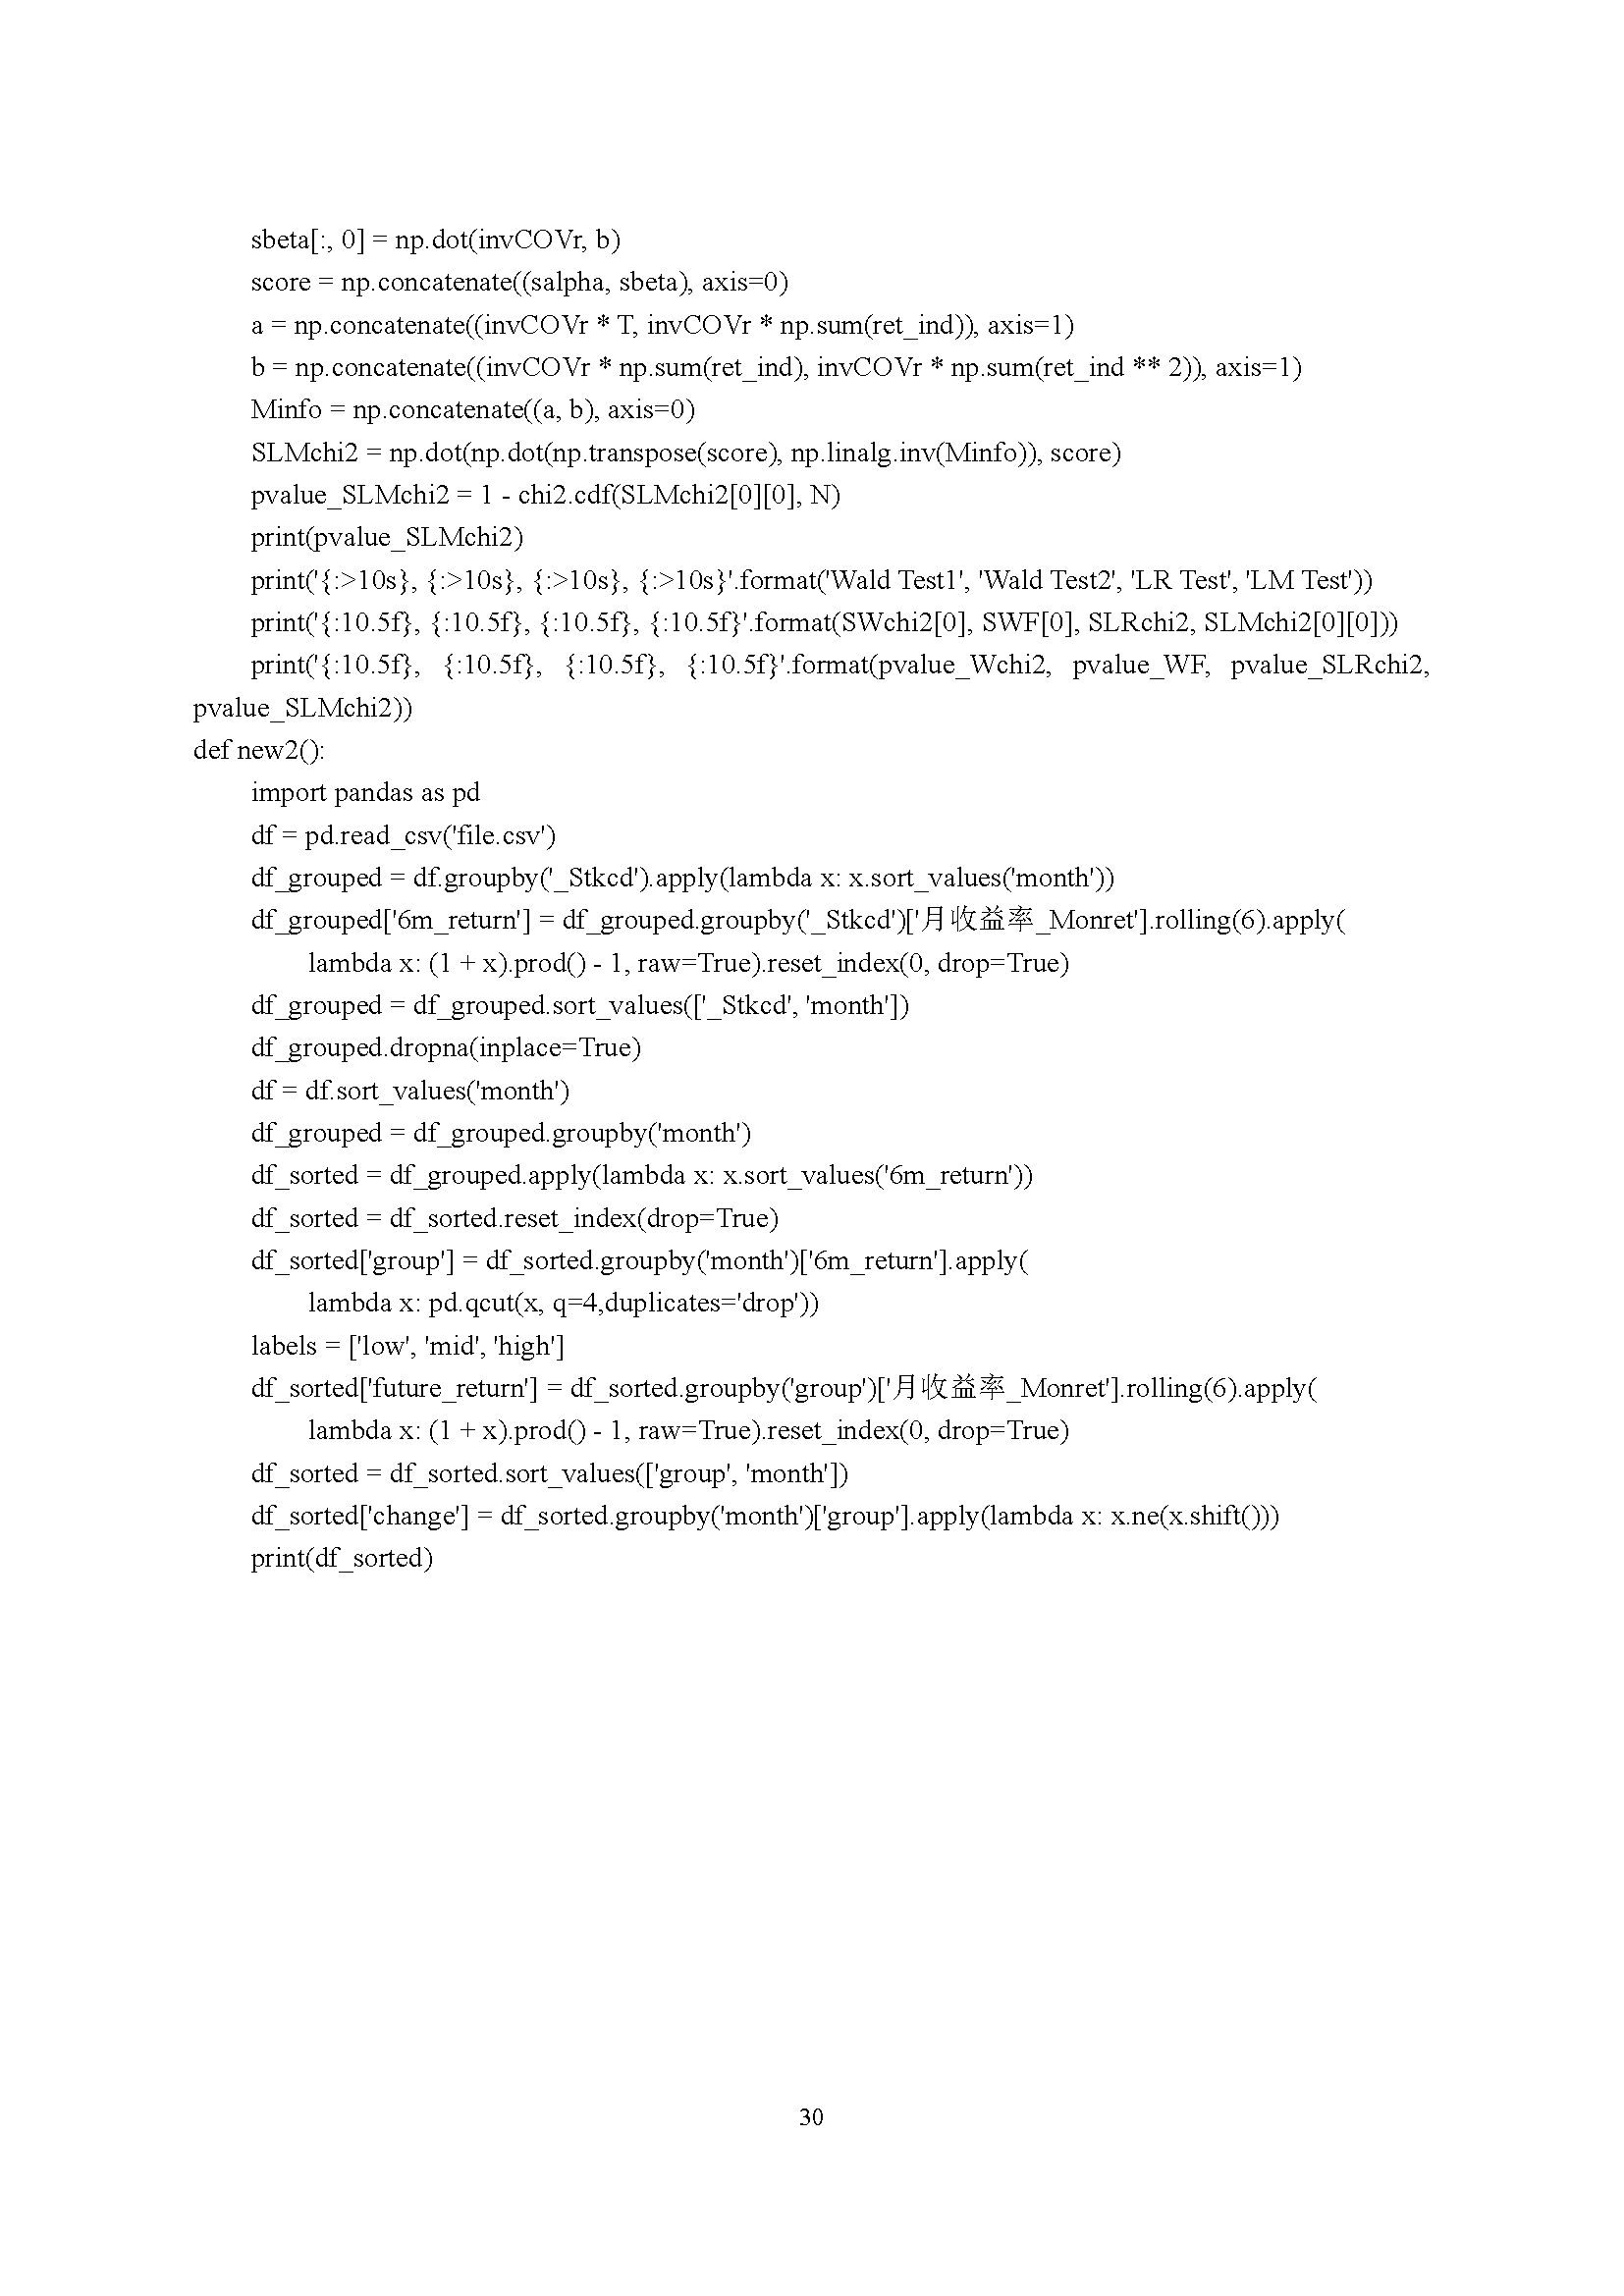 sbeta[:, 0] = np.dot(invCOVr, b)
score = np.concatenate((salpha, sbeta), axis=0)
a = np.concatenate((invCOVr * T, invCOVr * np.sum(ret_ind)), axis=1)
b = np.concatenate((invCOVr * np.sum(ret_ind), invCOVr * np.sum(ret_ind ** 2)), axis=1)
Minfo = np.concatenate((a, b), axis=0)
SLMchi2 = np.dot(np.dot(np.transpose(score), np.linalg.inv(Minfo)), score)
pvalue_SLMchi2 = 1 - chi2.cdf(SLMchi2[0][0], N)
print(pvalue_SLMchi2)
print('{:>10s}, {:>10s}, {:>10s}, {:>10s}'.format('Wald Test1', 'Wald Test2', 'LR Test', 'LM Test'))
print('{:10.5f}, {:10.5f}, {:10.5f}, {:10.5f}'.format(SWchi2[0], SWF[0], SLRchi2, SLMchi2[0][0]))
print('{:10.5f}, {:10.5f}, {:10.5f}, {:10.5f}'.format(pvalue_Wchi2, pvalue_WF, pvalue_SLRchi2,
pvalue_SLMchi2))
def new2():
import pandas as pd
df = pd.read_csv('file.csv')
df_grouped = df.groupby('_Stkcd').apply(lambda x: x.sort_values('month'))
df_grouped['6m_return'] = df_grouped.groupby('_Stkcd')['月收益率_Monret'].rolling(6).apply(
lambda x: (1 + x).prod() - 1, raw=True).reset_index(0, drop=True)
df_grouped = df_grouped.sort_values(['_Stkcd', 'month'])
df_grouped.dropna(inplace=True)
df = df.sort_values('month')
df_grouped = df_grouped.groupby('month')
df_sorted = df_grouped.apply(lambda x: x.sort_values('6m_return'))
df_sorted = df_sorted.reset_index(drop=True)
df_sorted['group'] = df_sorted.groupby('month')['6m_return'].apply(
lambda x: pd.qcut(x, q=4,duplicates='drop'))
labels = ['low', 'mid', 'high']
df_sorted['future_return'] = df_sorted.groupby('group')['月收益率_Monret'].rolling(6).apply(
lambda x: (1 + x).prod() - 1, raw=True).reset_index(0, drop=True)
df_sorted = df_sorted.sort_values(['group', 'month'])
df_sorted['change'] = df_sorted.groupby('month')['group'].apply(lambda x: x.ne(x.shift()))
print(df_sorted)
30